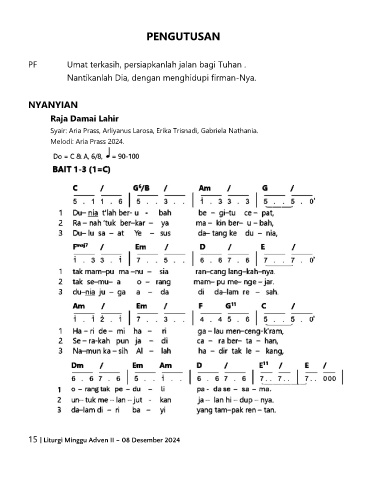 PENGUTUSAN
PF Umat terkasih, persiapkanlah jalan bagi Tuhan .
Nantikanlah Dia, dengan menghidupi firman-Nya.
NYANYIAN
Raja Damai Lahir
Syair: Aria Prass, Arliyanus Larosa, Erika Trisnadi, Gabriela Nathania.
Melodi: Aria Prass 2024.
Do = C & A, 6/8, ♩ = 90-100
BAIT 1-3 (1=C)
C / G⁶/B / Am / G /
5 . 1 1 . 6 | 5 . . 3 . . | 1 . 3 3 . 3 | 5 . . 5 . 0'
1 Du– nia t'lah ber- u - bah be – gi–tu ce – pat,
2 Ra – nah 'tuk ber–kar – ya ma – kin ber– u – bah,
3 Du– lu sa – at Ye – sus da– tang ke du – nia,
Fᵐᵃʲ⁷ / Em / D / E /
1 . 3 3 . 1 | 7 . . 5 . . | 6 . 6 7 . 6 | 7 . . 7 . 0'
1 tak mam–pu ma –nu – sia ran–cang lang–kah–nya.
2 tak se–mu– a o – rang mam– pu me– nge – jar.
3 du–nia ju – ga a – da di da–lam re – sah.
Am / Em / F G¹¹ C /
1 . 1 2 . 1 | 7 . . 3 . . | 4 . 4 5 . 6 | 5 . . 5 . 0'
1 Ha – ri de – mi ha – ri ga – lau men–ceng–k'ram,
2 Se – ra–kah pun ja – di ca – ra ber– ta – han,
3 Na–mun ka – sih Al – lah ha – dir tak le – kang,
Dm / Em Am D / E¹¹ / E /
6 . 6 7 . 6 | 5 . . 1 . . | 6 . 6 7 . 6 | 7 . . 7 . . | 7 . . 000
1 o – rang tak pe – du – li pa - da se – sa – ma.
2 un– tuk me – lan – jut - kan ja – lan hi – dup – nya.
3 da–lam di – ri ba – yi yang tam–pak ren – tan.
15 | Liturgi Minggu Adven II – 08 Desember 2024